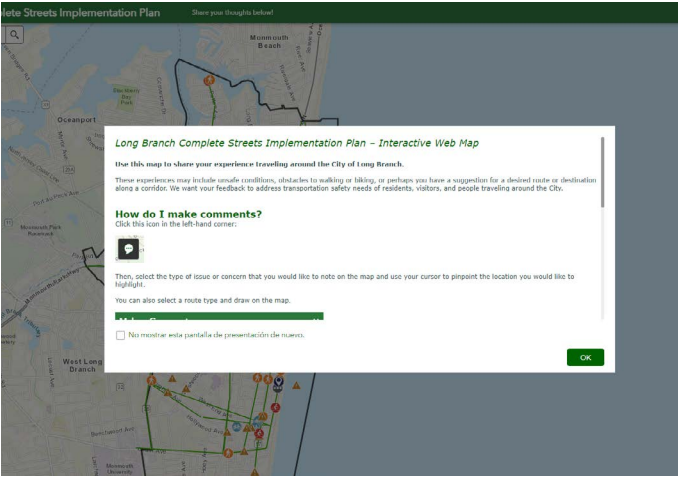 lete Streets Implementation Plan
Share your thoughts below!
Monmouth
Beach
Oceanport
Long Branch Complete Streets Implementation Plan – Interactive Web Map
Use this map to share your experience traveling around the City of Long Branch.
These experiences may include unsafe conditions, obstacles to walking or biking, or perhaps you have a suggestion for a desired route or destination
along a corridor. We want your feedback to address transportation safety needs of residents, visitors, and people traveling around the City.
How do I make comments?
Click this icon in the left-hand corner:
Then, select the type of issue or concern that you would like to note on the map and use your cursor to pinpoint the location you would like to
highlight.
You can also select a route type and draw on the map.
No mostrar esta pantalla de presentación de nuevo.
OK
Monmouth Park
Racetrack
West Long
Branch
Monmouth
University